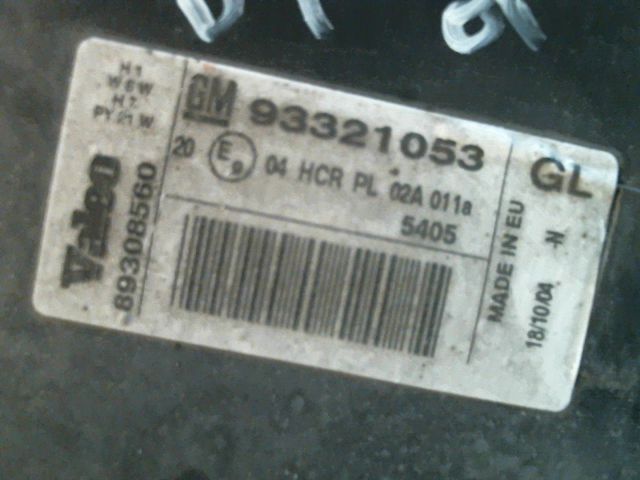 H1
W5W
H7
PY21W
Valeo
89308560
GM 93321053
20 E9 04 HCR PL 02A 011a
5405
GL
MADE IN EU
-N
18/10/04